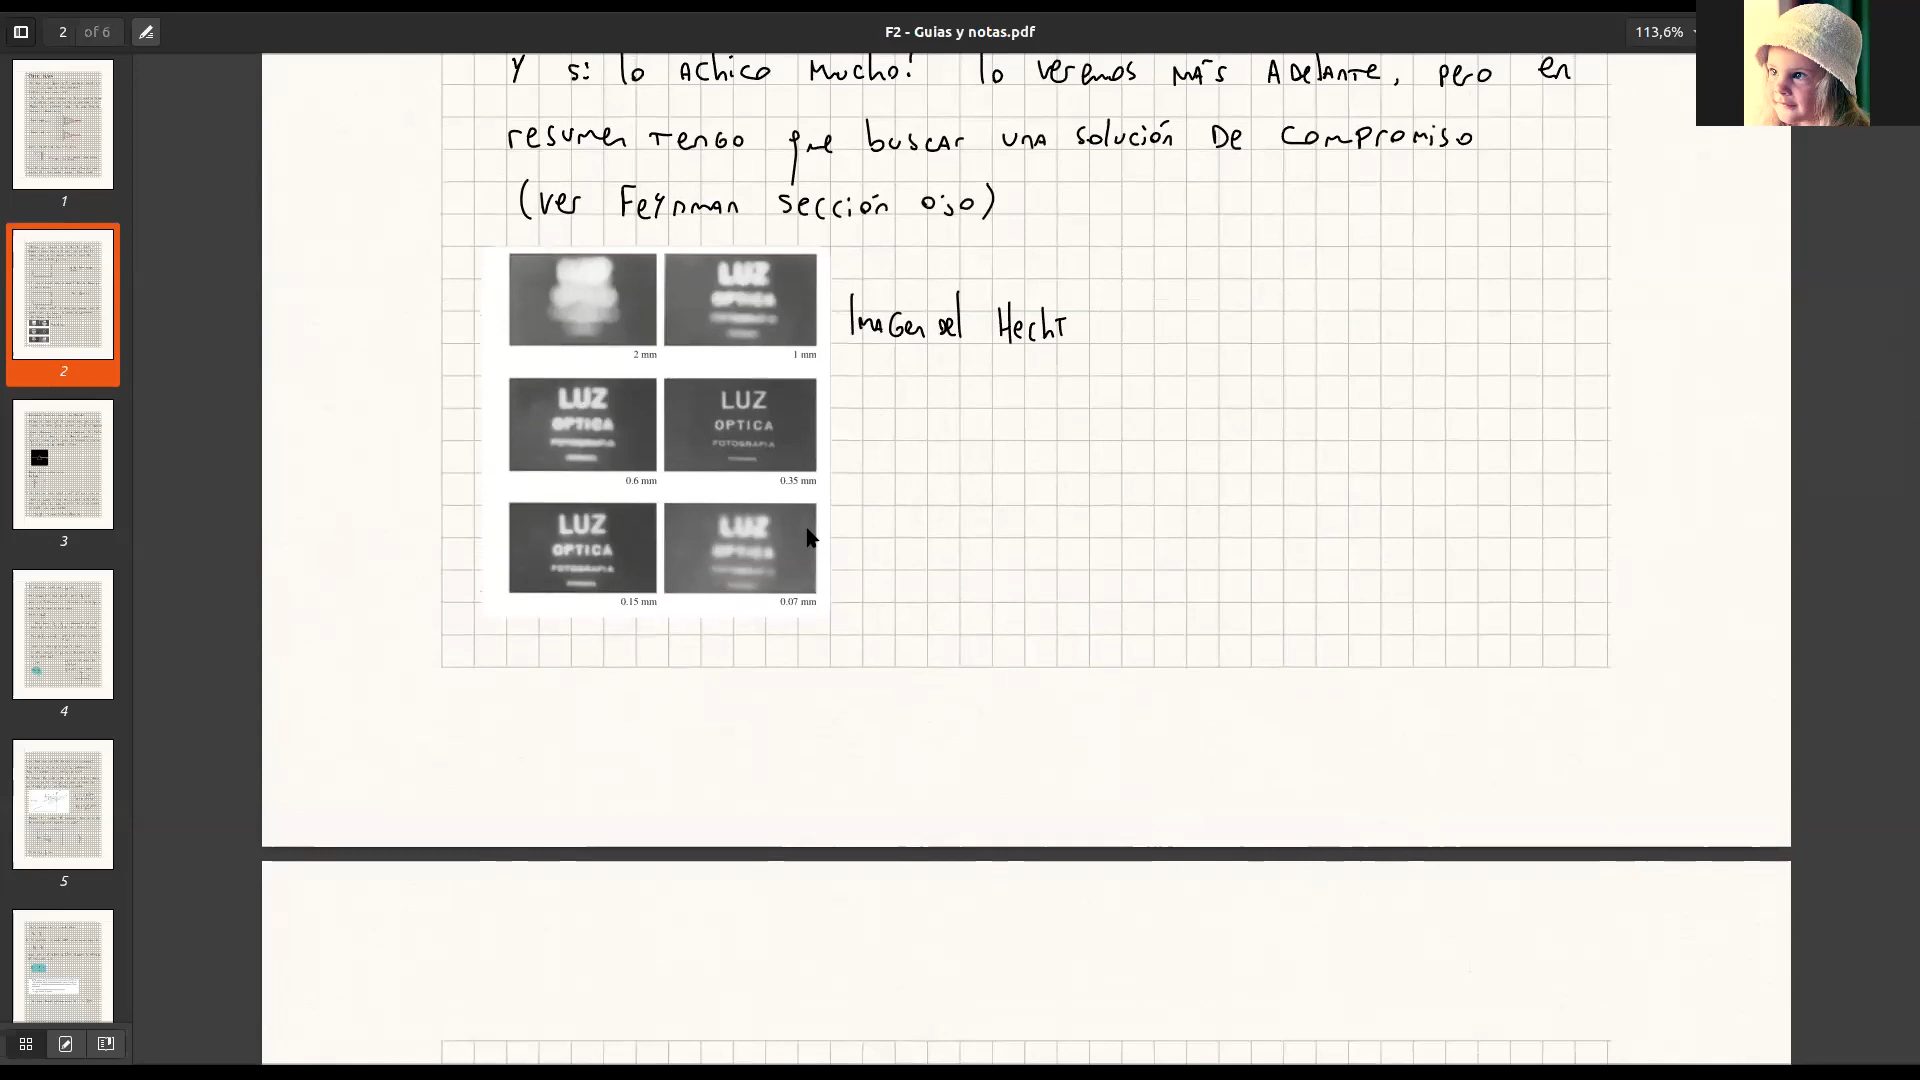 2 of 6
F2 - Guias y notas.pdf
113,6%
Y si lo achico mucho? lo veremos más adelante, pero en
resumen tengo que buscar una solución de compromiso
(ver Feynman sección ojo)
LUZ
2 mm
1 mm
Imagen del Hecht
LUZ
OPTICA
FOTOGRAFIA
0.6 mm
LUZ
OPTICA
FOTOGRAFIA
0.35 mm
LUZ
OPTICA
FOTOGRAFIA
0.15 mm
LUZ
OPTICA
0.07 mm
1
2
3
4
5